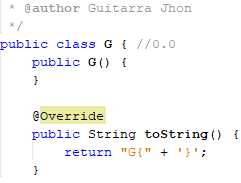 * @author Guitarra Jhon
*/
public class G { //0.0
public G() {
}
@Override
public String toString() {
return "G{" + '}';
}